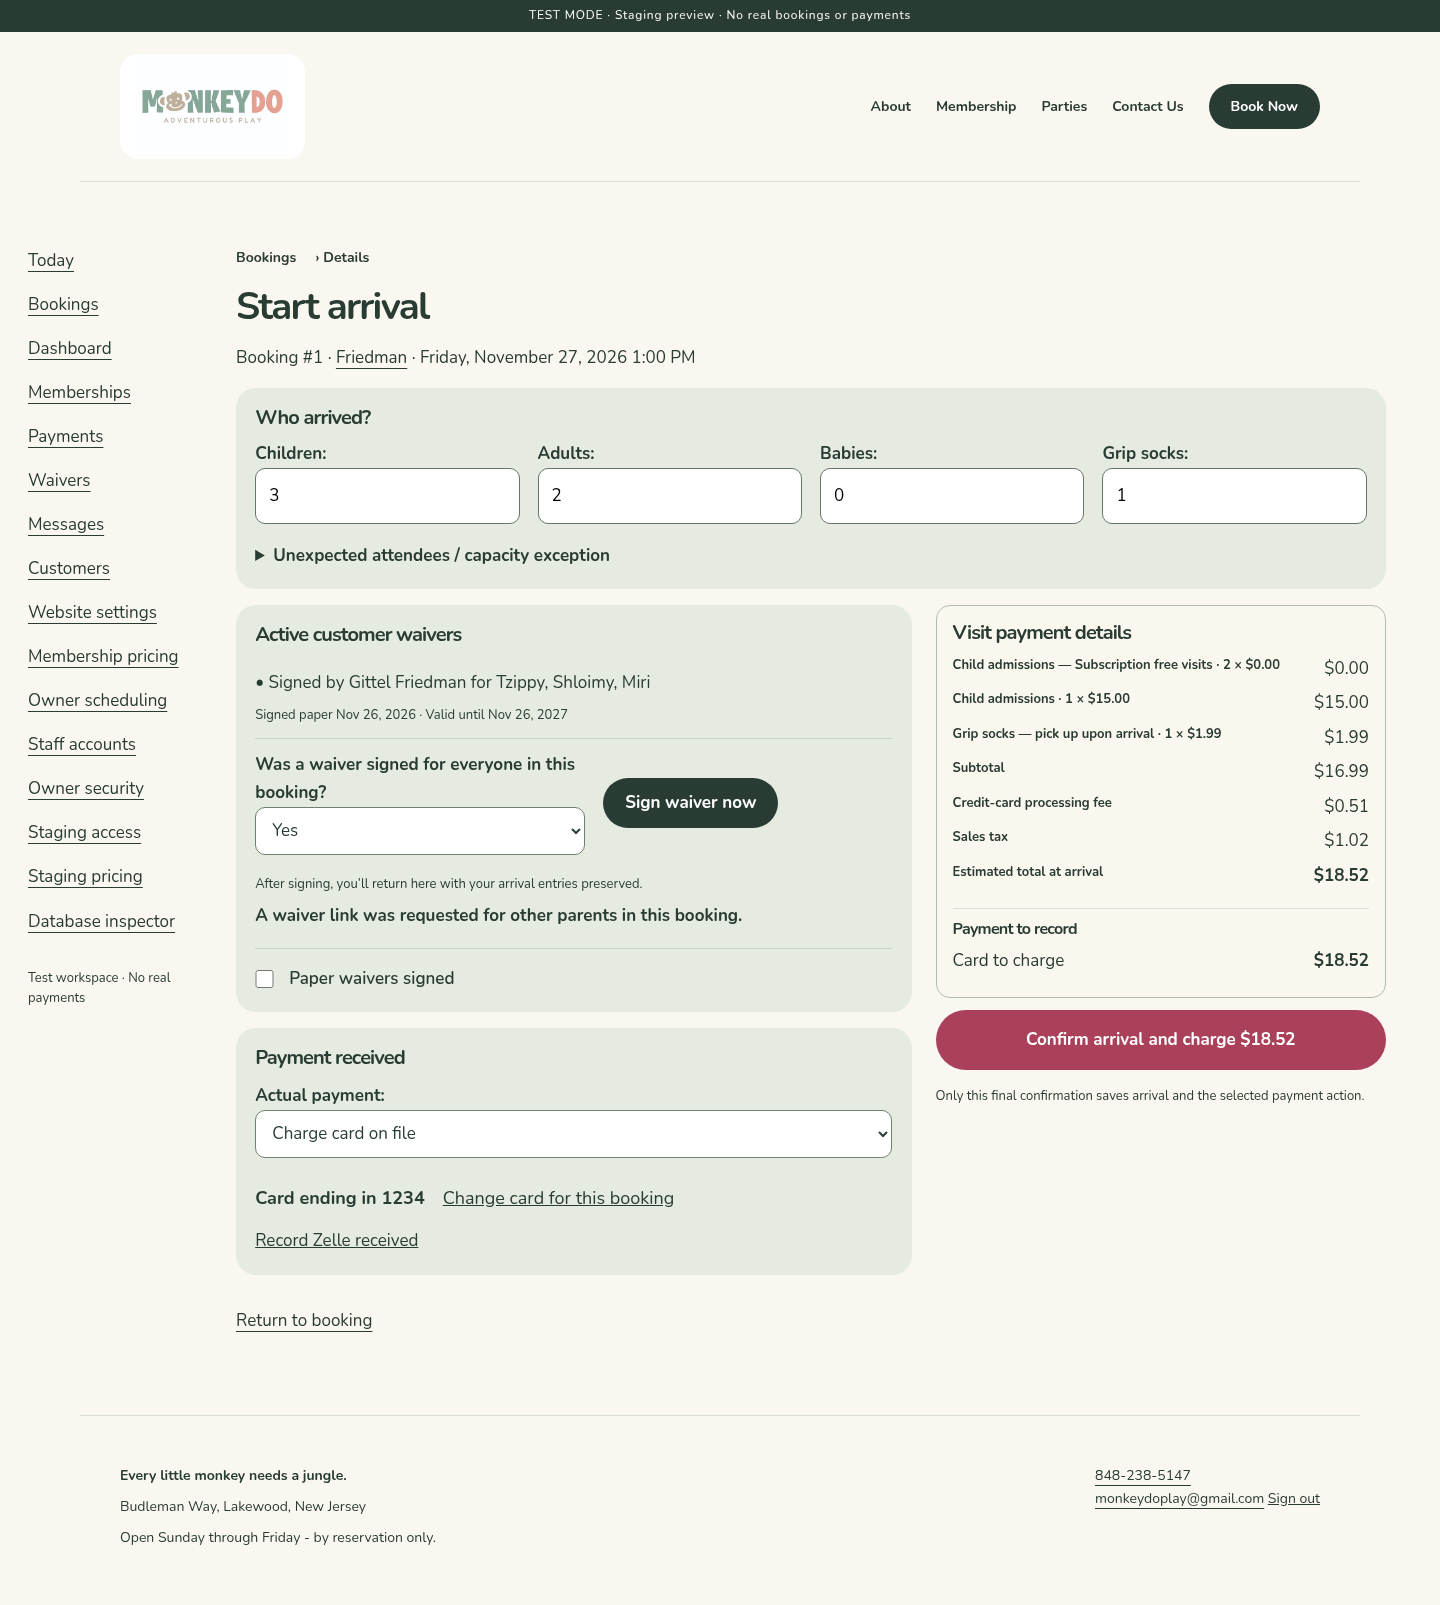 TEST MODE · Staging preview · No real bookings or payments
MONKEYDO
ADVENTUROUS PLAY
About Membership Parties Contact Us Book Now
Today
Bookings
Dashboard
Memberships
Payments
Waivers
Messages
Customers
Website settings
Membership pricing
Owner scheduling
Staff accounts
Owner security
Staging access
Staging pricing
Database inspector
Test workspace · No real
payments
Bookings › Details
Start arrival
Booking #1 · Friedman · Friday, November 27, 2026 1:00 PM
Who arrived?
Children: Adults: Babies: Grip socks:
3 2 0 1
▶ Unexpected attendees / capacity exception
Active customer waivers
• Signed by Gittel Friedman for Tzippy, Shloimy, Miri
Signed paper Nov 26, 2026 · Valid until Nov 26, 2027
Was a waiver signed for everyone in this
booking?
Yes
Sign waiver now
After signing, you’ll return here with your arrival entries preserved.
A waiver link was requested for other parents in this booking.
Paper waivers signed
Payment received
Actual payment:
Charge card on file
Card ending in 1234 Change card for this booking
Record Zelle received
Visit payment details
Child admissions — Subscription free visits · 2 × $0.00 $0.00
Child admissions · 1 × $15.00 $15.00
Grip socks — pick up upon arrival · 1 × $1.99 $1.99
Subtotal $16.99
Credit-card processing fee $0.51
Sales tax $1.02
Estimated total at arrival $18.52
Payment to record
Card to charge $18.52
Confirm arrival and charge $18.52
Only this final confirmation saves arrival and the selected payment action.
Return to booking
Every little monkey needs a jungle.
Budleman Way, Lakewood, New Jersey
Open Sunday through Friday - by reservation only.
848-238-5147
monkeydoplay@gmail.com Sign out